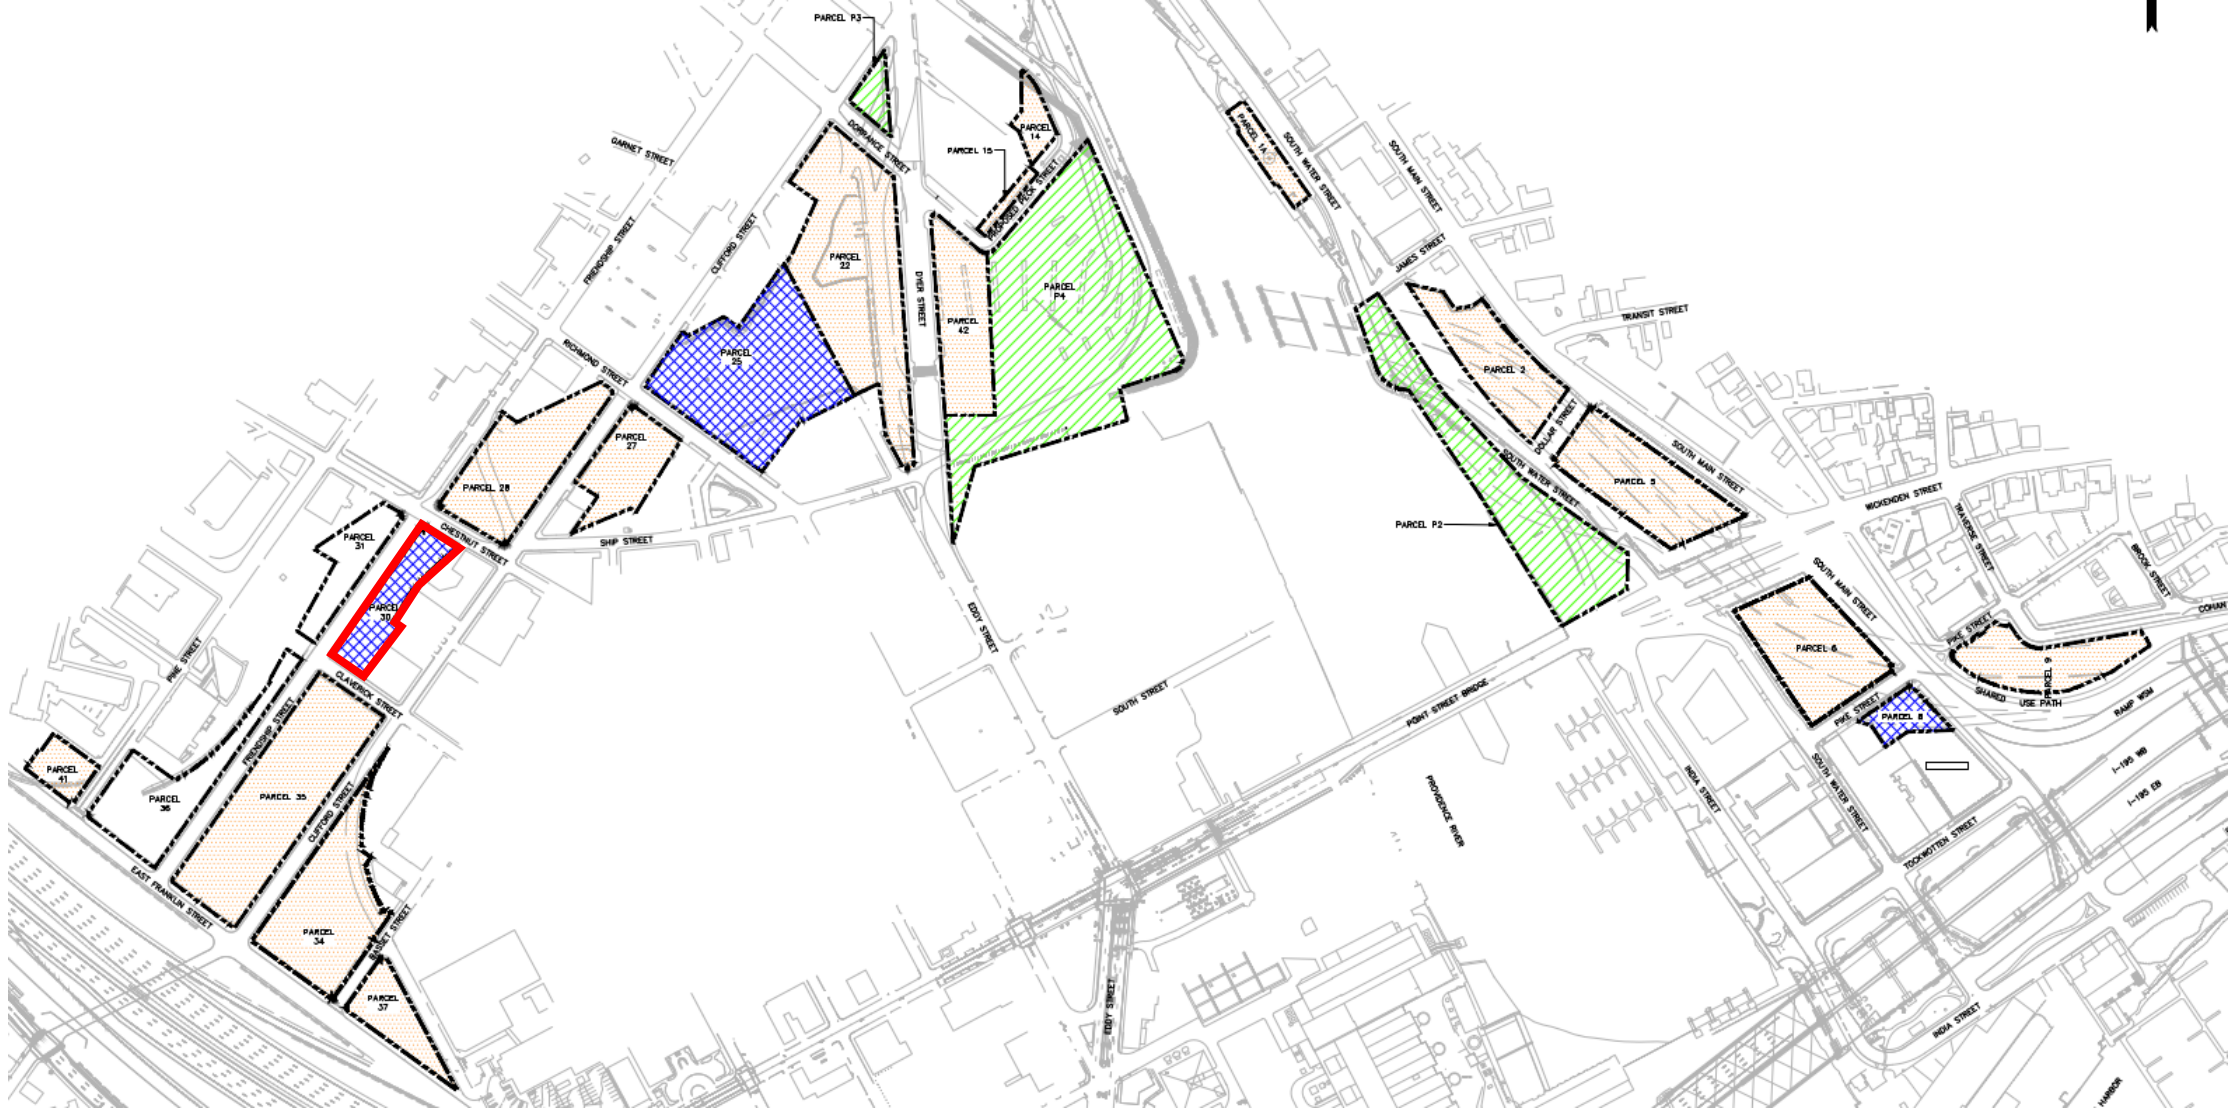 PARCEL P3
DORRANCE STREET
GARNET STREET
PARCEL
14
PARCEL 15
PROPOSED PECK STREET
PARCEL 1A
SOUTH WATER STREET
SOUTH MAIN STREET
FRIENDSHIP STREET
CLIFFORD STREET
PARCEL
22
DYER STREET
PARCEL
P4
JAMES STREET
PARCEL
42
TRANSIT STREET
RICHMOND STREET
PARCEL
25
PARCEL 2
DOLLAR STREET
SOUTH MAIN STREET
PARCEL
27
PARCEL 28
SOUTH WATER STREET
PARCEL 5
WICKENDEN STREET
TRAVERSE STREET
BROOK STREET
PARCEL P2
CHESTNUT STREET
SHIP STREET
PARCEL
31
PARCEL
30
EDDY STREET
SOUTH MAIN STREET
COHAN
PIKE STREET
PARCEL 6
PARCEL 9
PINE STREET
CLAVERICK STREET
SOUTH STREET
POINT STREET BRIDGE
SHARED
USE PATH
RAMP WSM
PIKE STREET
PARCEL 8
FRIENDSHIP STREET
PARCEL
41
PARCEL
36
PARCEL 35
CLIFFORD STREET
PROVIDENCE RIVER
INDIA STREET
SOUTH WATER STREET
I-195 WB
I-195 EB
TOCKWOTTEN STREET
EAST FRANKLIN STREET
PARCEL
34
BASSET STREET
PARCEL
37
EDDY STREET
INDIA STREET
HARBOR